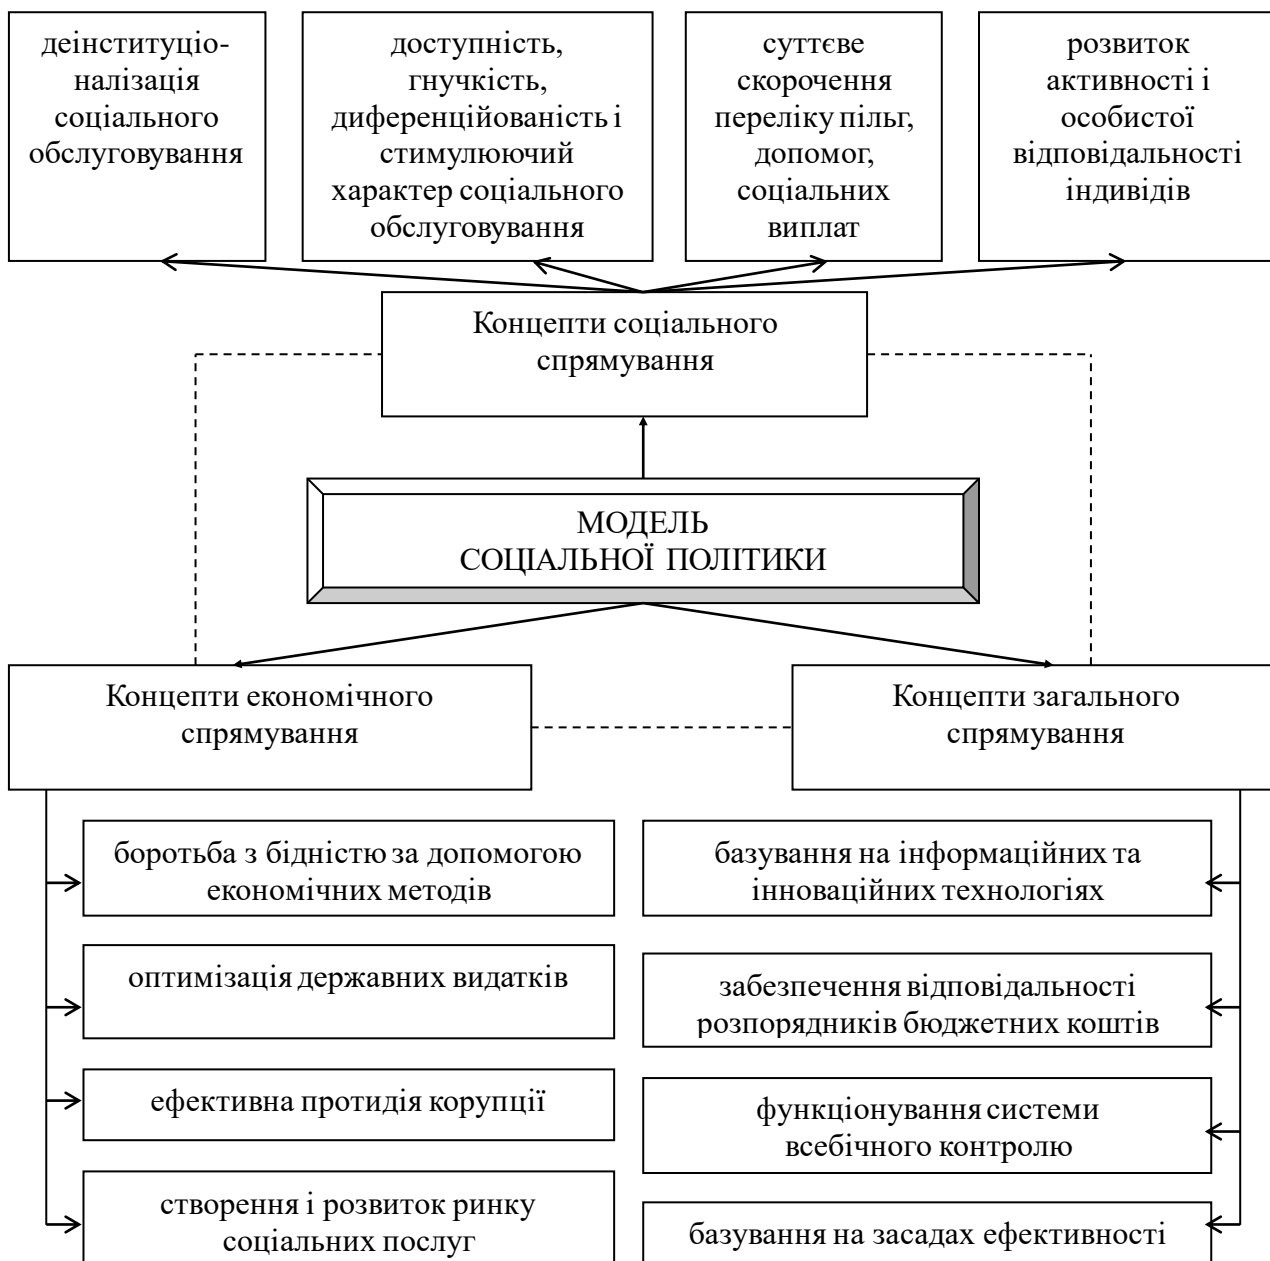 деінституціо-
налізація
соціального
обслуговування
доступність,
гнучкість,
диференційованість і
стимулюючий
характер соціального
обслуговування
суттєве
скорочення
переліку пільг,
допомог,
соціальних
виплат
розвиток
активності і
особистої
відповідальності
індивідів
Концепти соціального
спрямування
МОДЕЛЬ
СОЦІАЛЬНОЇ ПОЛІТИКИ
Концепти економічного
спрямування
Концепти загального
спрямування
боротьба з бідністю за допомогою
економічних методів
оптимізація державних видатків
ефективна протидія корупції
створення і розвиток ринку
соціальних послуг
базування на інформаційних та
інноваційних технологіях
забезпечення відповідальності
розпорядників бюджетних коштів
функціонування системи
всебічного контролю
базування на засадах ефективності